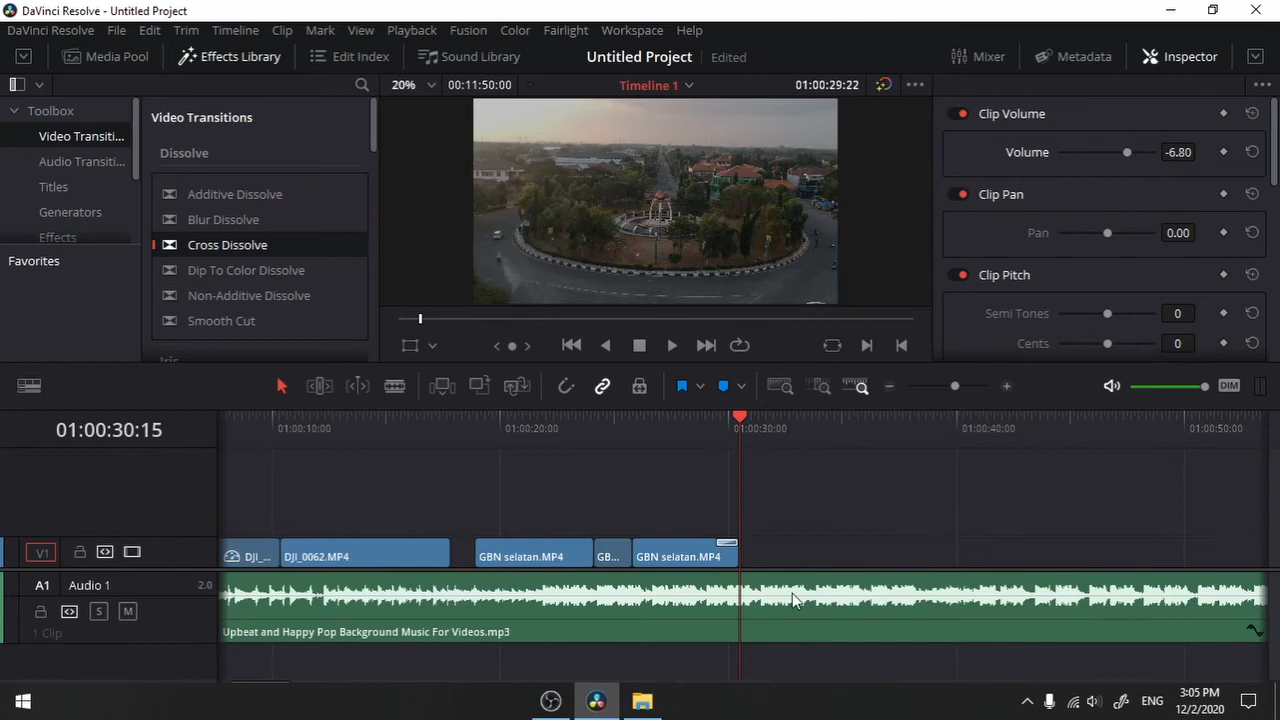 DaVinci Resolve - Untitled Project
DaVinci Resolve File Edit Trim Timeline Clip Mark View Playback Fusion Color Fairlight Workspace Help
Media Pool Effects Library Edit Index Sound Library Untitled Project Edited Mixer Metadata Inspector
20% 00:11:50:00 Timeline 1 01:00:29:22
Toolbox
Video Transiti...
Audio Transiti...
Titles
Generators
Effects
Favorites
Video Transitions
Dissolve
Additive Dissolve
Blur Dissolve
Cross Dissolve
Dip To Color Dissolve
Non-Additive Dissolve
Smooth Cut
Iris
Clip Volume
Volume -6.80
Clip Pan
Pan 0.00
Clip Pitch
Semi Tones 0
Cents 0
DIM
01:00:30:15
01:00:10:00 01:00:20:00 01:00:30:00 01:00:40:00 01:00:50:00
V1
DJI_... DJI_0062.MP4 GBN selatan.MP4 GB... GBN selatan.MP4
A1 Audio 1 2.0
S M
1 Clip
Upbeat and Happy Pop Background Music For Videos.mp3
ENG
3:05 PM
12/2/2020